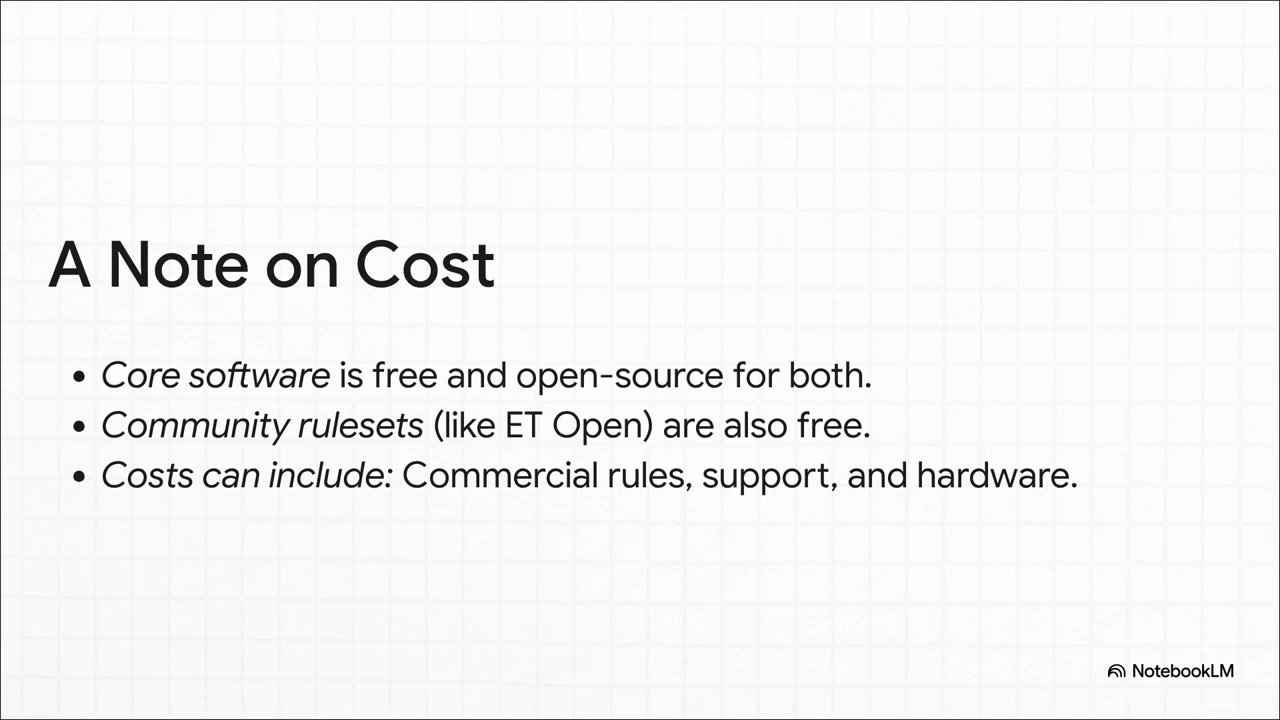 A Note on Cost
• Core software is free and open-source for both.
• Community rulesets (like ET Open) are also free.
• Costs can include: Commercial rules, support, and hardware.
NotebookLM